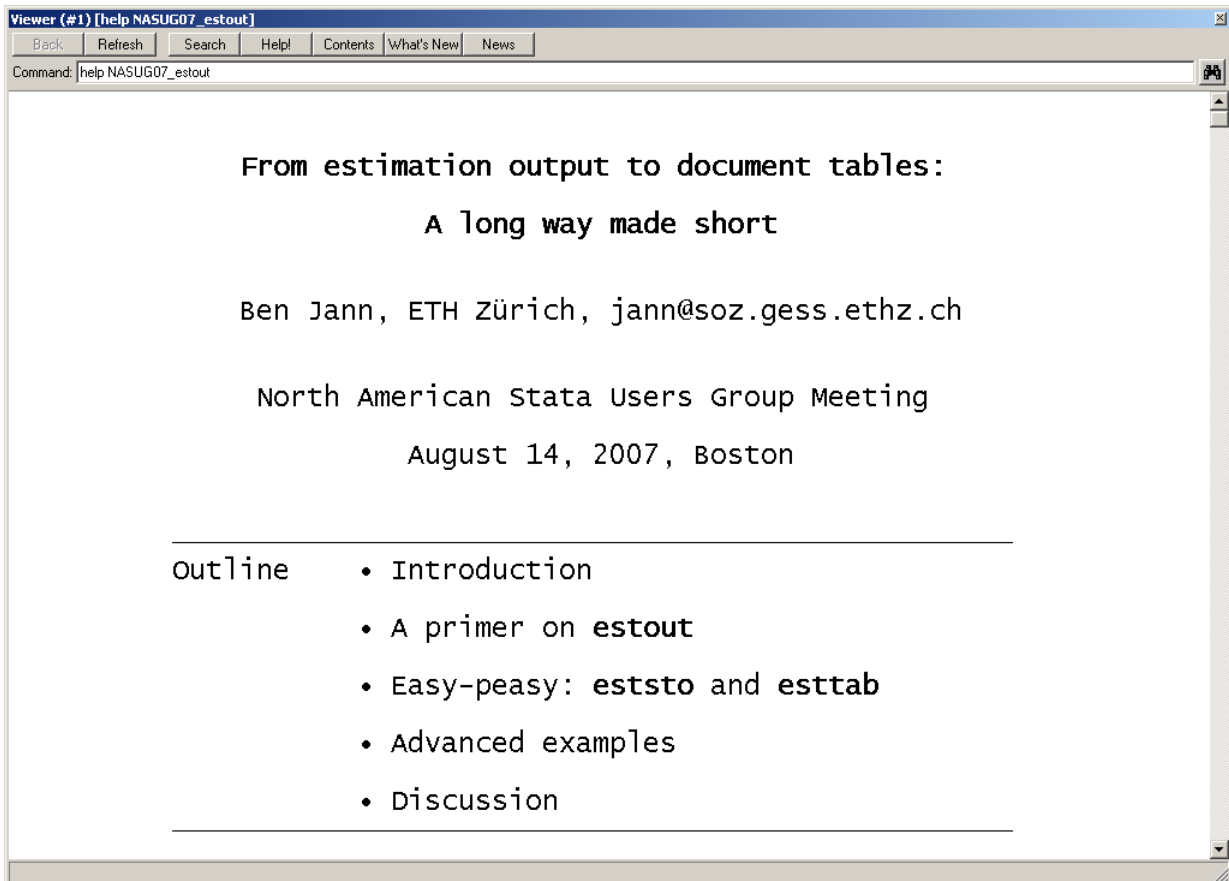 Viewer (#1) [help NASUG07_estout]
Back Refresh Search Help! Contents What's New News
Command: help NASUG07_estout
From estimation output to document tables:
A long way made short
Ben Jann, ETH Zürich, jann@soz.gess.ethz.ch
North American Stata Users Group Meeting
August 14, 2007, Boston
Outline • Introduction
• A primer on estout
• Easy-peasy: eststo and esttab
• Advanced examples
• Discussion